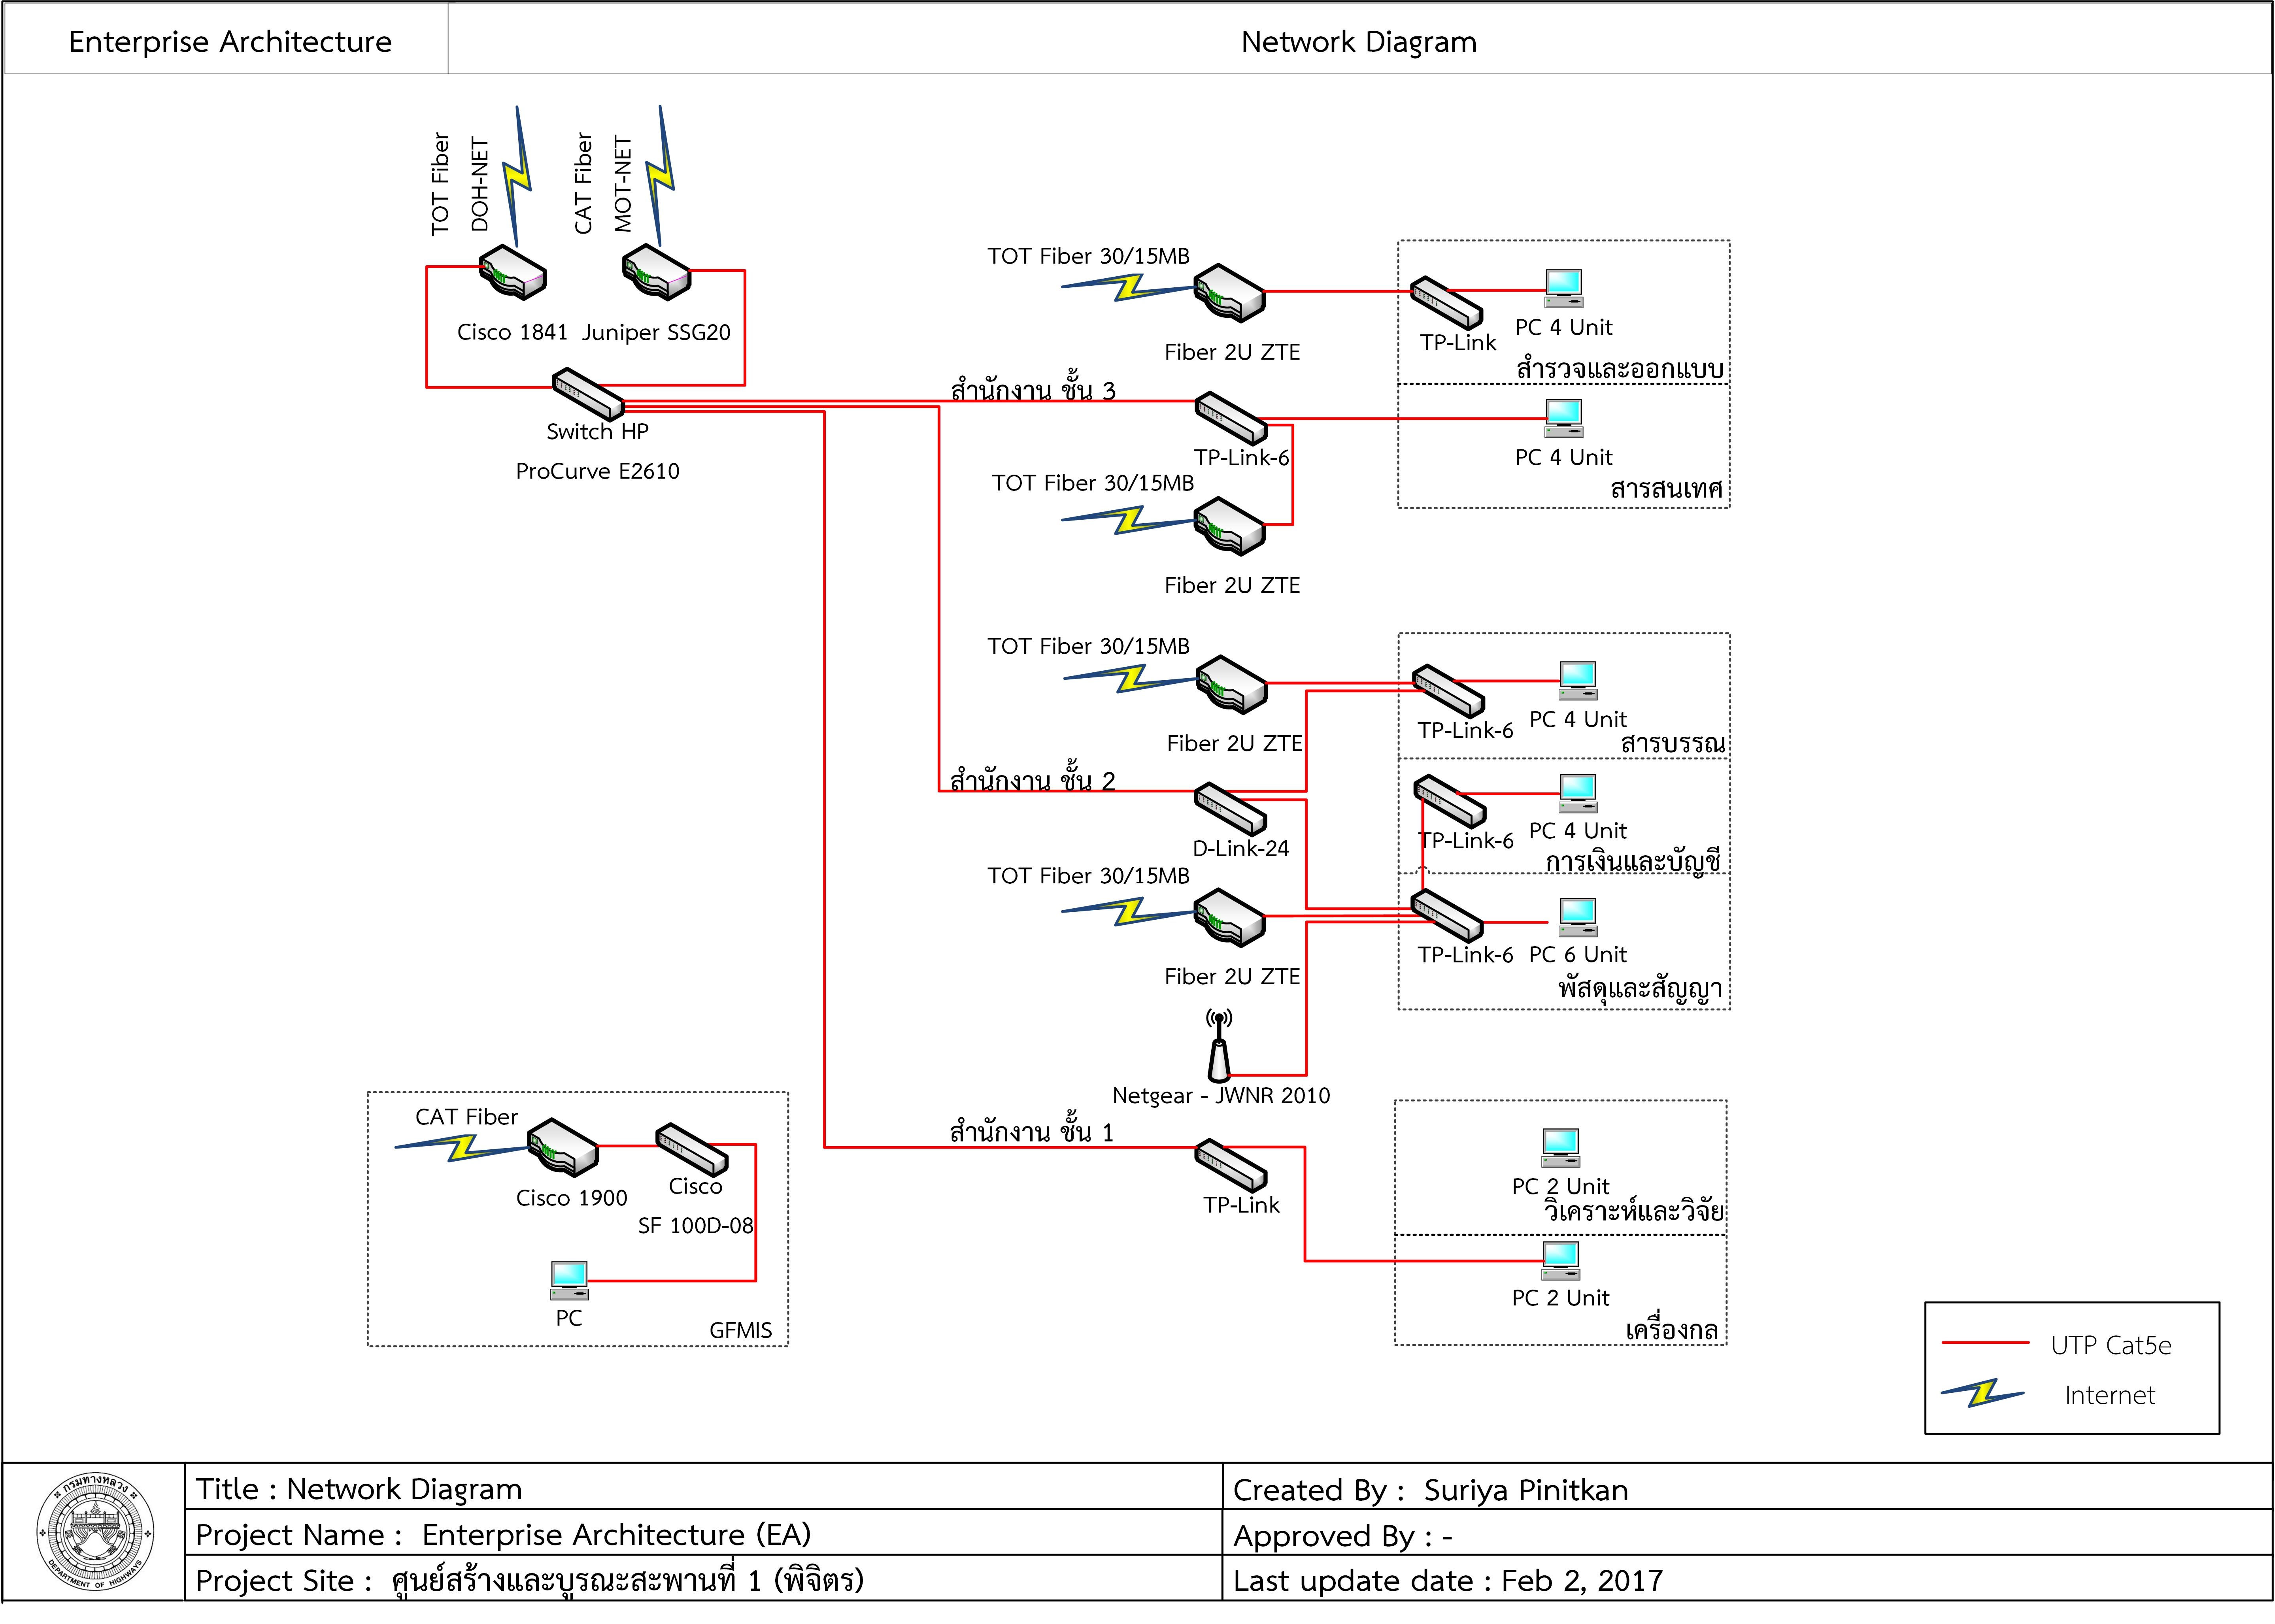 Enterprise Architecture
Network Diagram
TOT Fiber
DOH-NET
CAT Fiber
MOT-NET
Cisco 1841
Juniper SSG20
Switch HP
ProCurve E2610
TOT Fiber 30/15MB
Fiber 2U ZTE
TP-Link
PC 4 Unit
สำรวจและออกแบบ
สำนักงาน ชั้น 3
TP-Link-6
PC 4 Unit
สารสนเทศ
TOT Fiber 30/15MB
Fiber 2U ZTE
TOT Fiber 30/15MB
Fiber 2U ZTE
TP-Link-6
PC 4 Unit
สารบรรณ
สำนักงาน ชั้น 2
D-Link-24
TP-Link-6
PC 4 Unit
การเงินและบัญชี
TOT Fiber 30/15MB
Fiber 2U ZTE
TP-Link-6
PC 6 Unit
พัสดุและสัญญา
Netgear - JWNR 2010
สำนักงาน ชั้น 1
TP-Link
PC 2 Unit
วิเคราะห์และวิจัย
PC 2 Unit
เครื่องกล
CAT Fiber
Cisco 1900
Cisco
SF 100D-08
PC
GFMIS
UTP Cat5e
Internet
กรมทางหลวง
DEPARTMENT OF HIGHWAYS
Title : Network Diagram
Created By : Suriya Pinitkan
Project Name : Enterprise Architecture (EA)
Approved By : -
Project Site : ศูนย์สร้างและบูรณะสะพานที่ 1 (พิจิตร)
Last update date : Feb 2, 2017